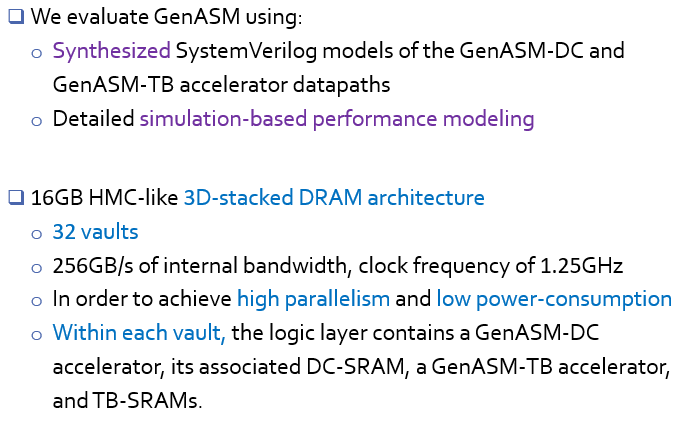 We evaluate GenASM using:
Synthesized SystemVerilog models of the GenASM-DC and
GenASM-TB accelerator datapaths
Detailed simulation-based performance modeling
16GB HMC-like 3D-stacked DRAM architecture
32 vaults
256GB/s of internal bandwidth, clock frequency of 1.25GHz
In order to achieve high parallelism and low power-consumption
Within each vault, the logic layer contains a GenASM-DC
accelerator, its associated DC-SRAM, a GenASM-TB accelerator,
and TB-SRAMs.